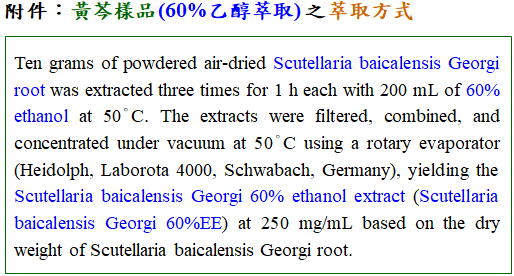 附件：黃芩樣品(60%乙醇萃取)之萃取方式
Ten grams of powdered air-dried Scutellaria baicalensis Georgi
root was extracted three times for 1 h each with 200 mL of 60%
ethanol at 50°C. The extracts were filtered, combined, and
concentrated under vacuum at 50°C using a rotary evaporator
(Heidolph, Laborota 4000, Schwabach, Germany), yielding the
Scutellaria baicalensis Georgi 60% ethanol extract (Scutellaria
baicalensis Georgi 60%EE) at 250 mg/mL based on the dry
weight of Scutellaria baicalensis Georgi root.